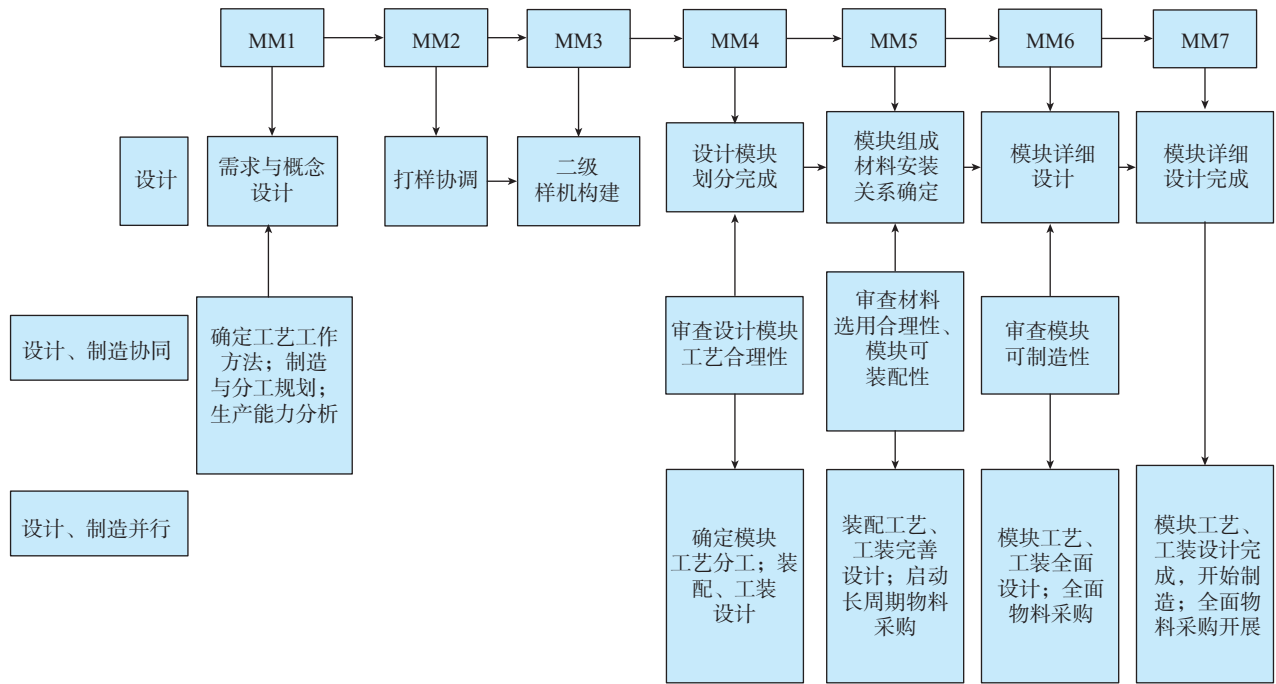 MM1
MM2
MM3
MM4
MM5
MM6
MM7
设计
需求与概念
设计
打样协调
二级
样机构建
设计模块
划分完成
模块组成
材料安装
关系确定
模块详细
设计
模块详细
设计完成
设计、制造协同
确定工艺工作
方法；制造
与分工规划；
生产能力分析
审查设计模块
工艺合理性
审查材料
选用合理性、
模块可
装配性
审查模块
可制造性
设计、制造并行
确定模块
工艺分工；装
配、工装
设计
装配工艺、
工装完善
设计；启动
长周期物料
采购
模块工艺、
工装全面
设计；全面
物料采购
模块工艺、
工装设计完
成，开始制
造；全面物
料采购开展